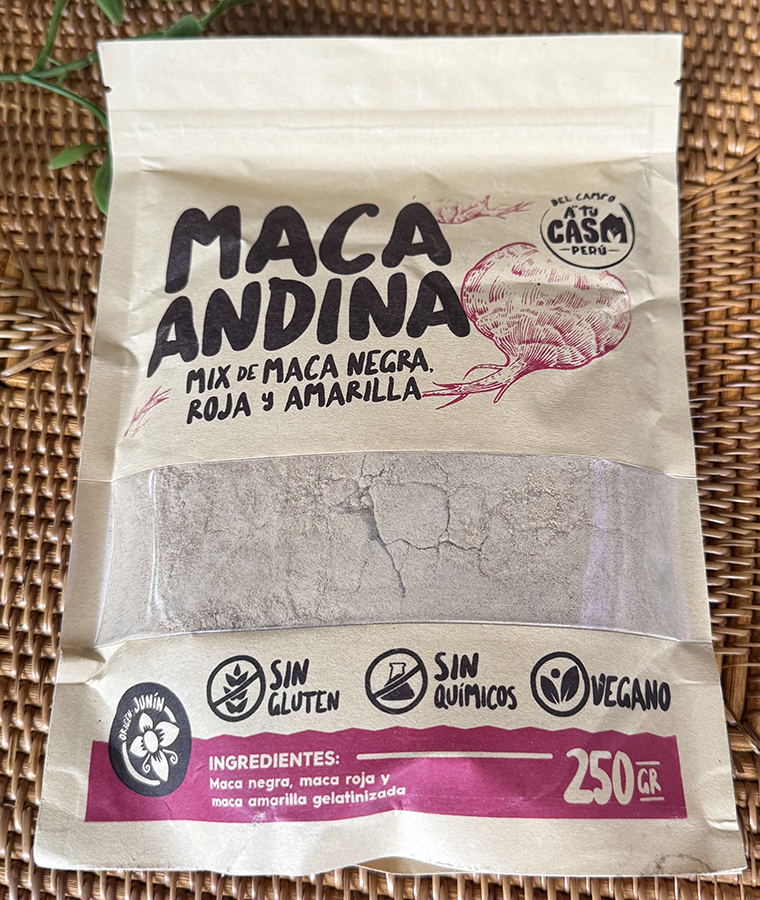 MACA
ANDINA
MIX DE MACA NEGRA,
ROJA Y AMARILLA
DEL CAMPO
A TU
CASA
PERÚ
SIN
GLUTEN
SIN
QUÍMICOS
VEGANO
ORIGEN: JUNÍN
INGREDIENTES:
Maca negra, maca roja y
maca amarilla gelatinizada
250 GR